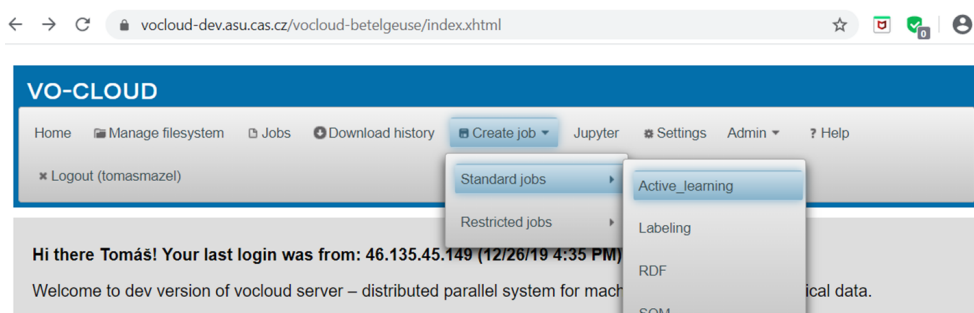 vocloud-dev.asu.cas.cz/vocloud-betelgeuse/index.xhtml
0
VO-CLOUD
Home Manage filesystem Jobs Download history Create job Jupyter Settings Admin ? Help
Logout (tomasmazel)
Standard jobs
Restricted jobs
Active_learning
Labeling
RDF
SOM
Hi there Tomáš! Your last login was from: 46.135.45.149 (12/26/19 4:35 PM)
Welcome to dev version of vocloud server – distributed parallel system for mach ical data.